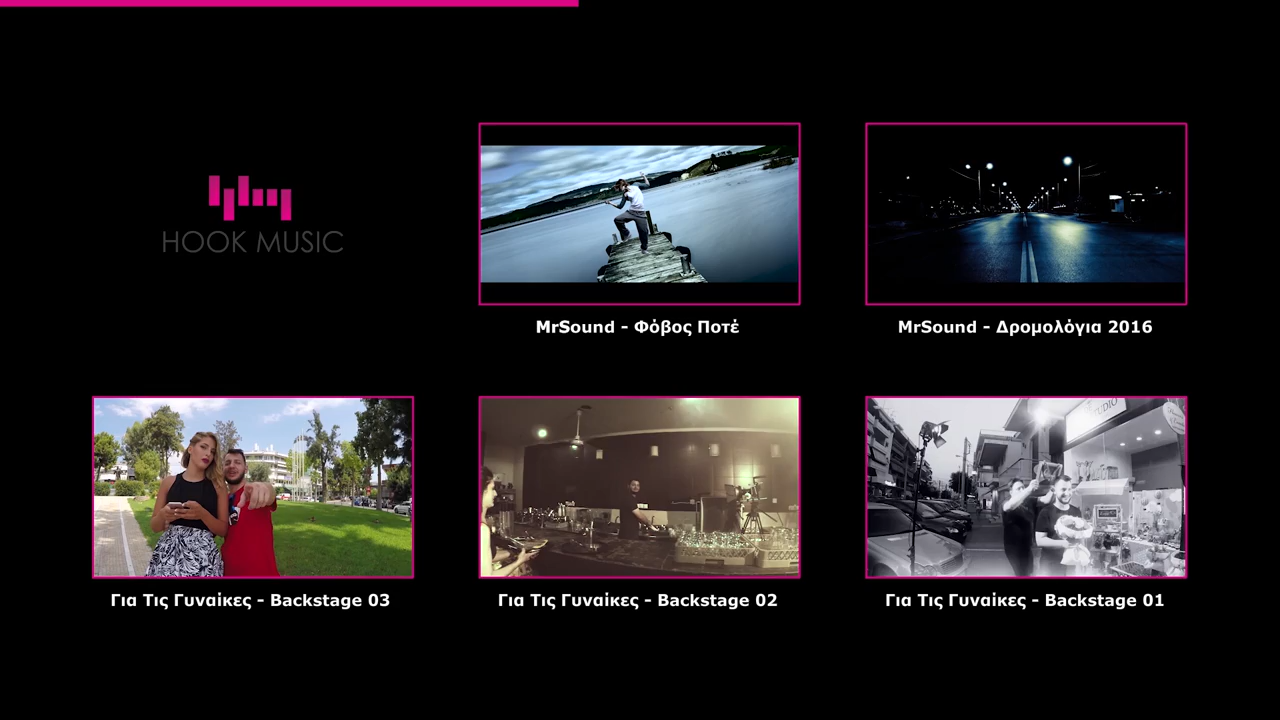 HOOK MUSIC
MrSound - Φόβος Ποτέ
MrSound - Δρομολόγια 2016
Για Τις Γυναίκες - Backstage 03
Για Τις Γυναίκες - Backstage 02
Για Τις Γυναίκες - Backstage 01